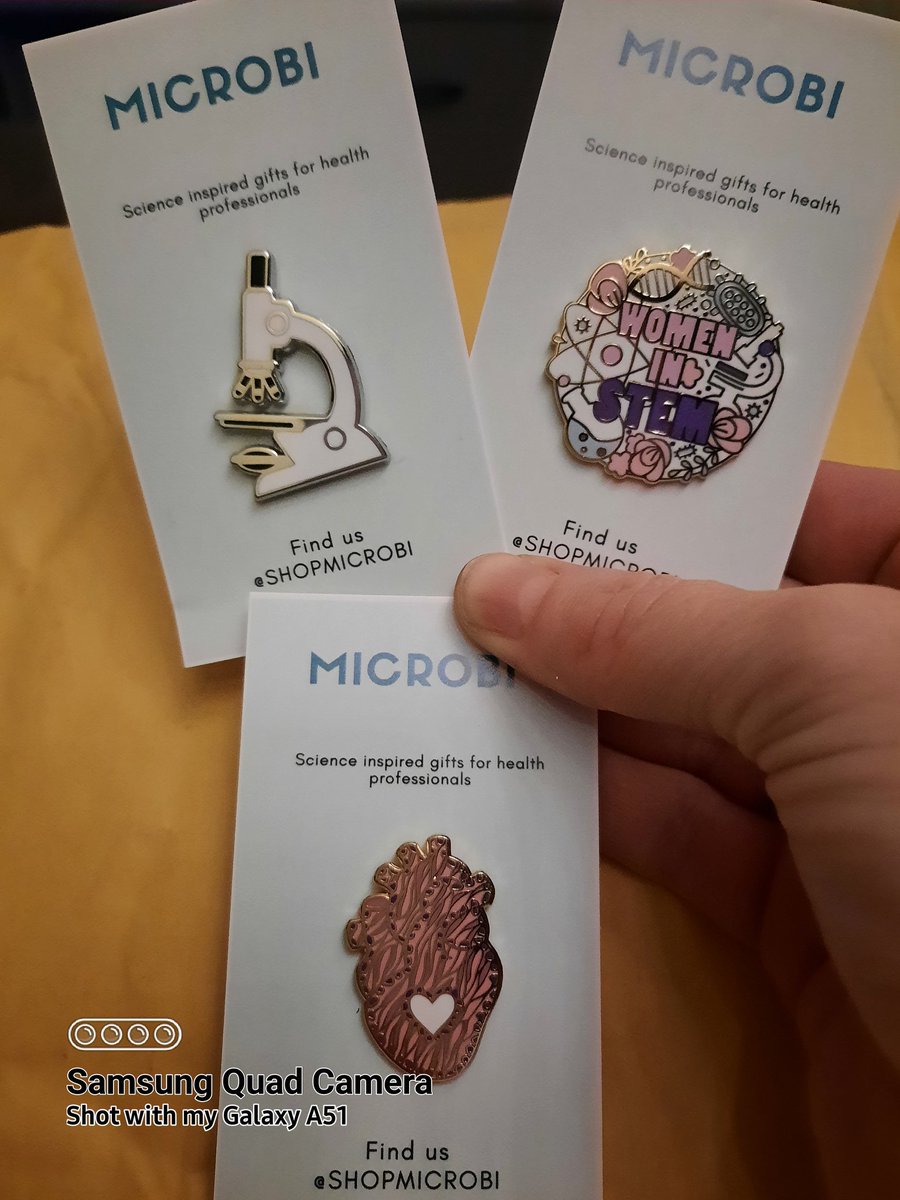 MICROBI
Science inspired gifts for health
professionals
Find us
@SHOPMICROBI
MICROBI
Science inspired gifts for health
professionals
WOMEN
IN
STEM
Find us
@SHOPMICROBI
MICROBI
Science inspired gifts for health
professionals
Find us
@SHOPMICROBI
Samsung Quad Camera
Shot with my Galaxy A51